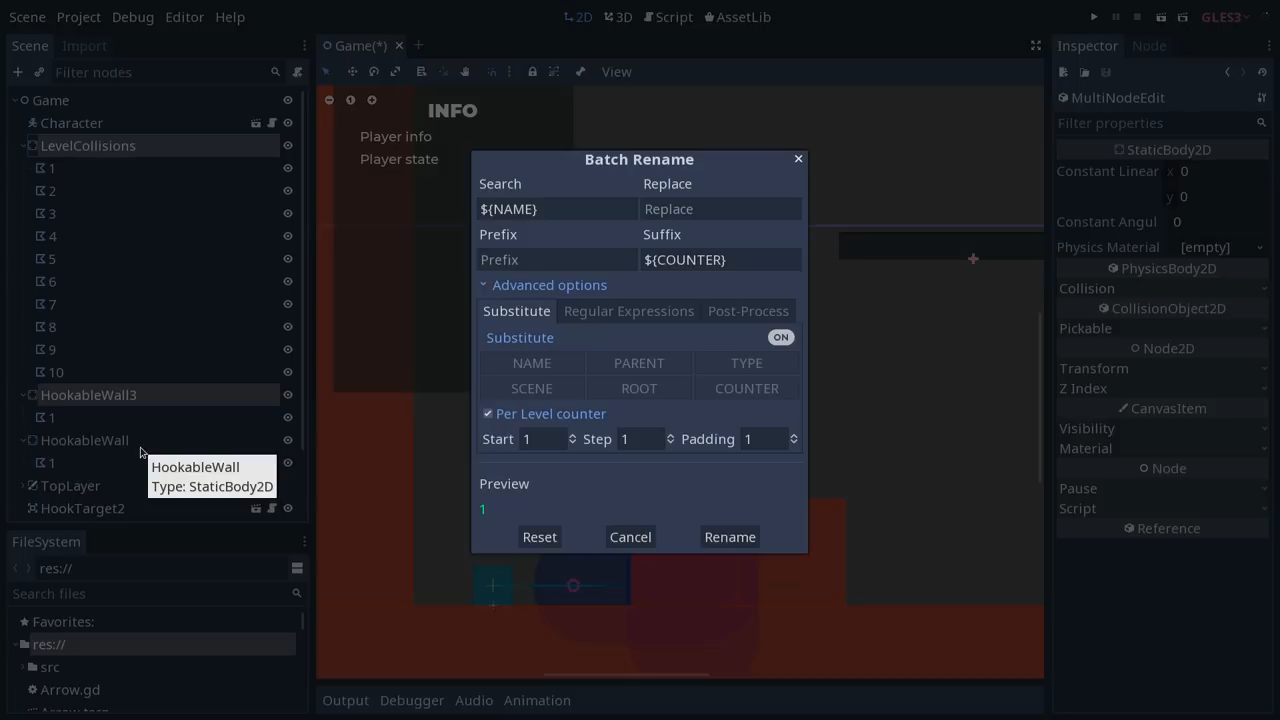 Scene Project Debug Editor Help
2D 3D Script AssetLib
GLES3
Scene Import
Filter nodes
Game
Character
LevelCollisions
1
2
3
4
5
6
7
8
9
10
HookableWall3
1
HookableWall
1
HookableWall
Type: StaticBody2D
TopLayer
HookTarget2
FileSystem
res://
Search files
Favorites:
res://
src
Arrow.gd
Arrow.tscn
Game(*)
View
INFO
Player info
Player state
Batch Rename
Search Replace
${NAME} Replace
Prefix Suffix
Prefix ${COUNTER}
Advanced options
Substitute Regular Expressions Post-Process
Substitute ON
NAME PARENT TYPE
SCENE ROOT COUNTER
Per Level counter
Start 1 Step 1 Padding 1
Preview
1
Reset Cancel Rename
Output Debugger Audio Animation
Inspector Node
MultiNodeEdit
Filter properties
StaticBody2D
Constant Linear x 0
y 0
Constant Angul 0
Physics Material [empty]
PhysicsBody2D
Collision
CollisionObject2D
Pickable
Node2D
Transform
Z Index
CanvasItem
Visibility
Material
Node
Pause
Script
Reference